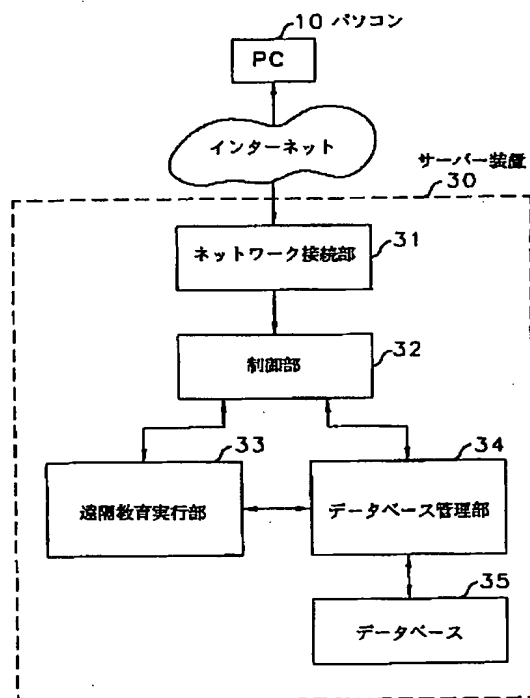 10 パソコン
PC
インターネット
サーバー装置
30
ネットワーク接続部
31
制御部
32
33
遠隔教育実行部
34
データベース管理部
35
データベース